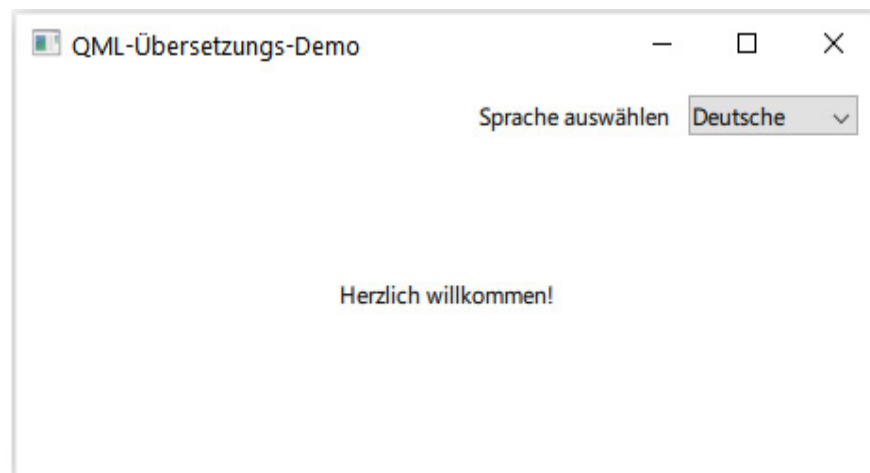 QML-Übersetzungs-Demo
Sprache auswählen Deutsche
Herzlich willkommen!